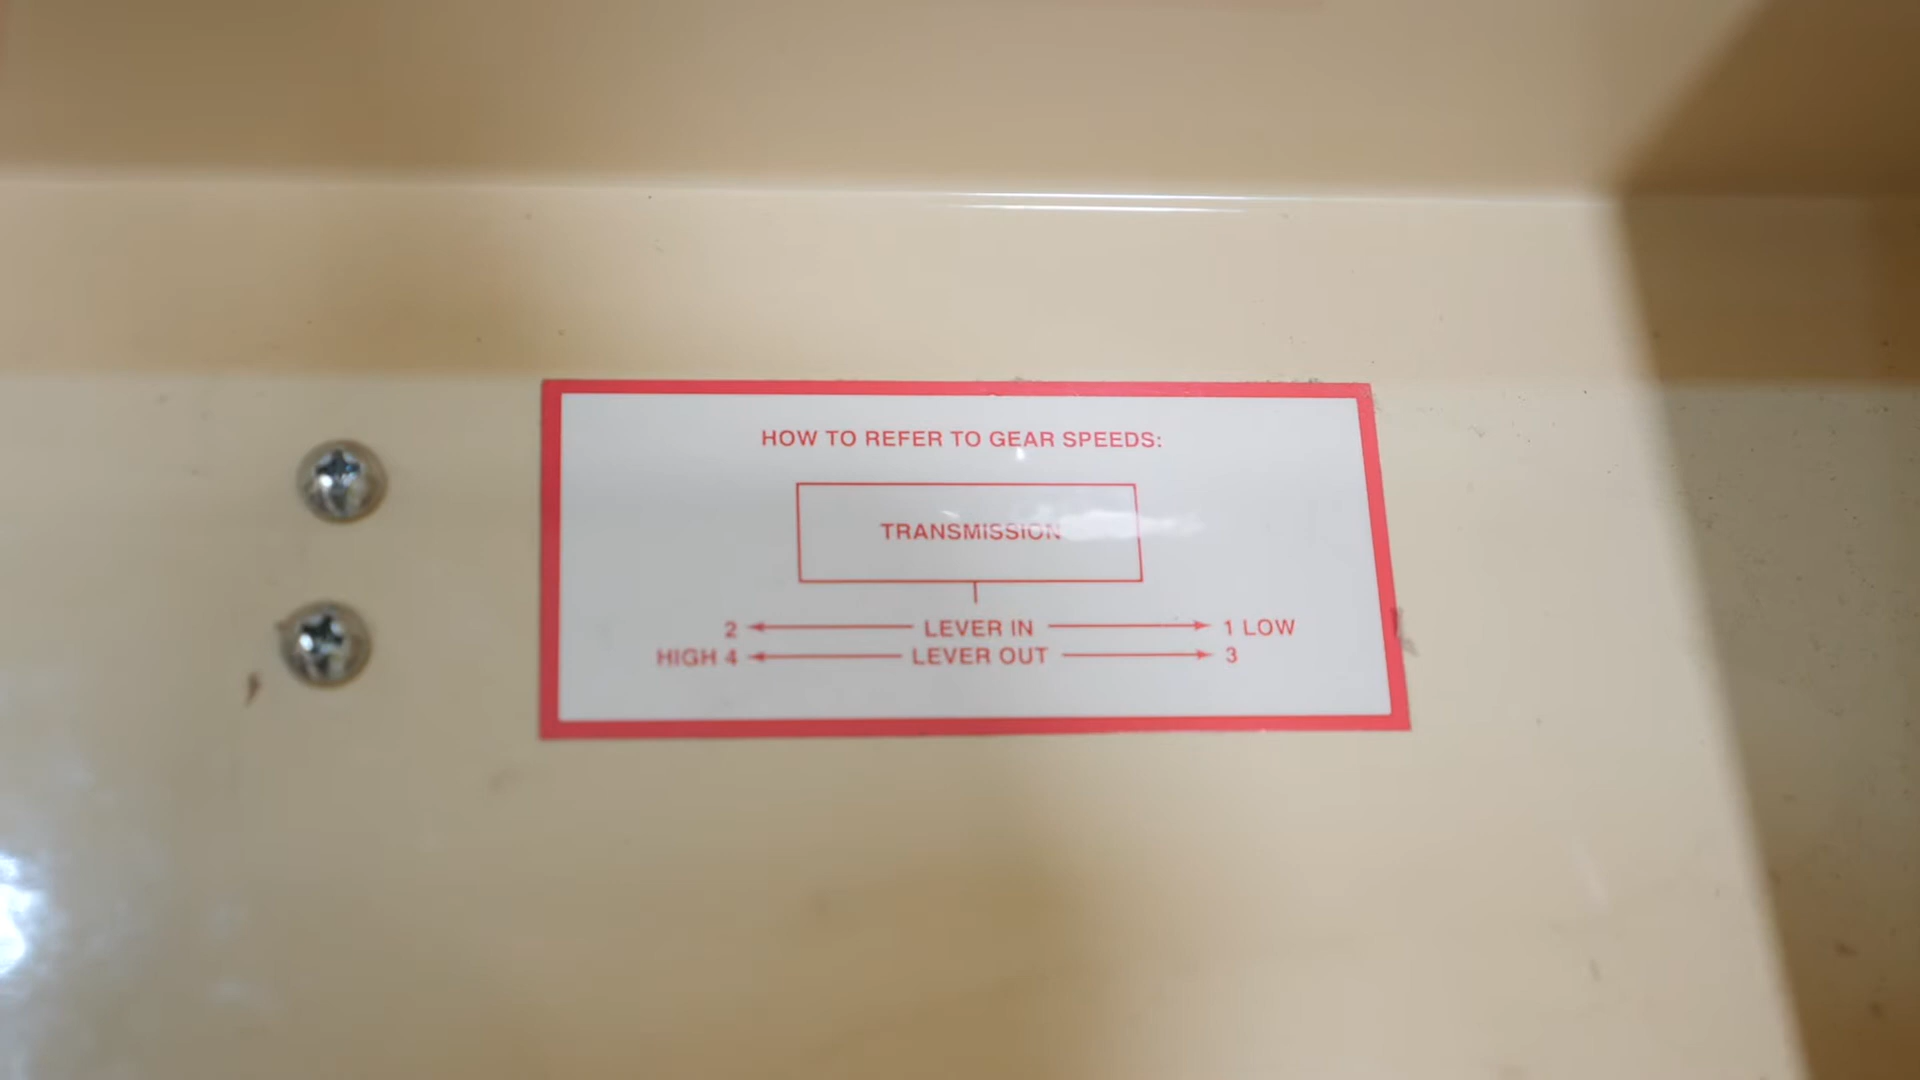 HOW TO REFER TO GEAR SPEEDS:
TRANSMISSION
2 LEVER IN 1 LOW
HIGH 4 LEVER OUT 3